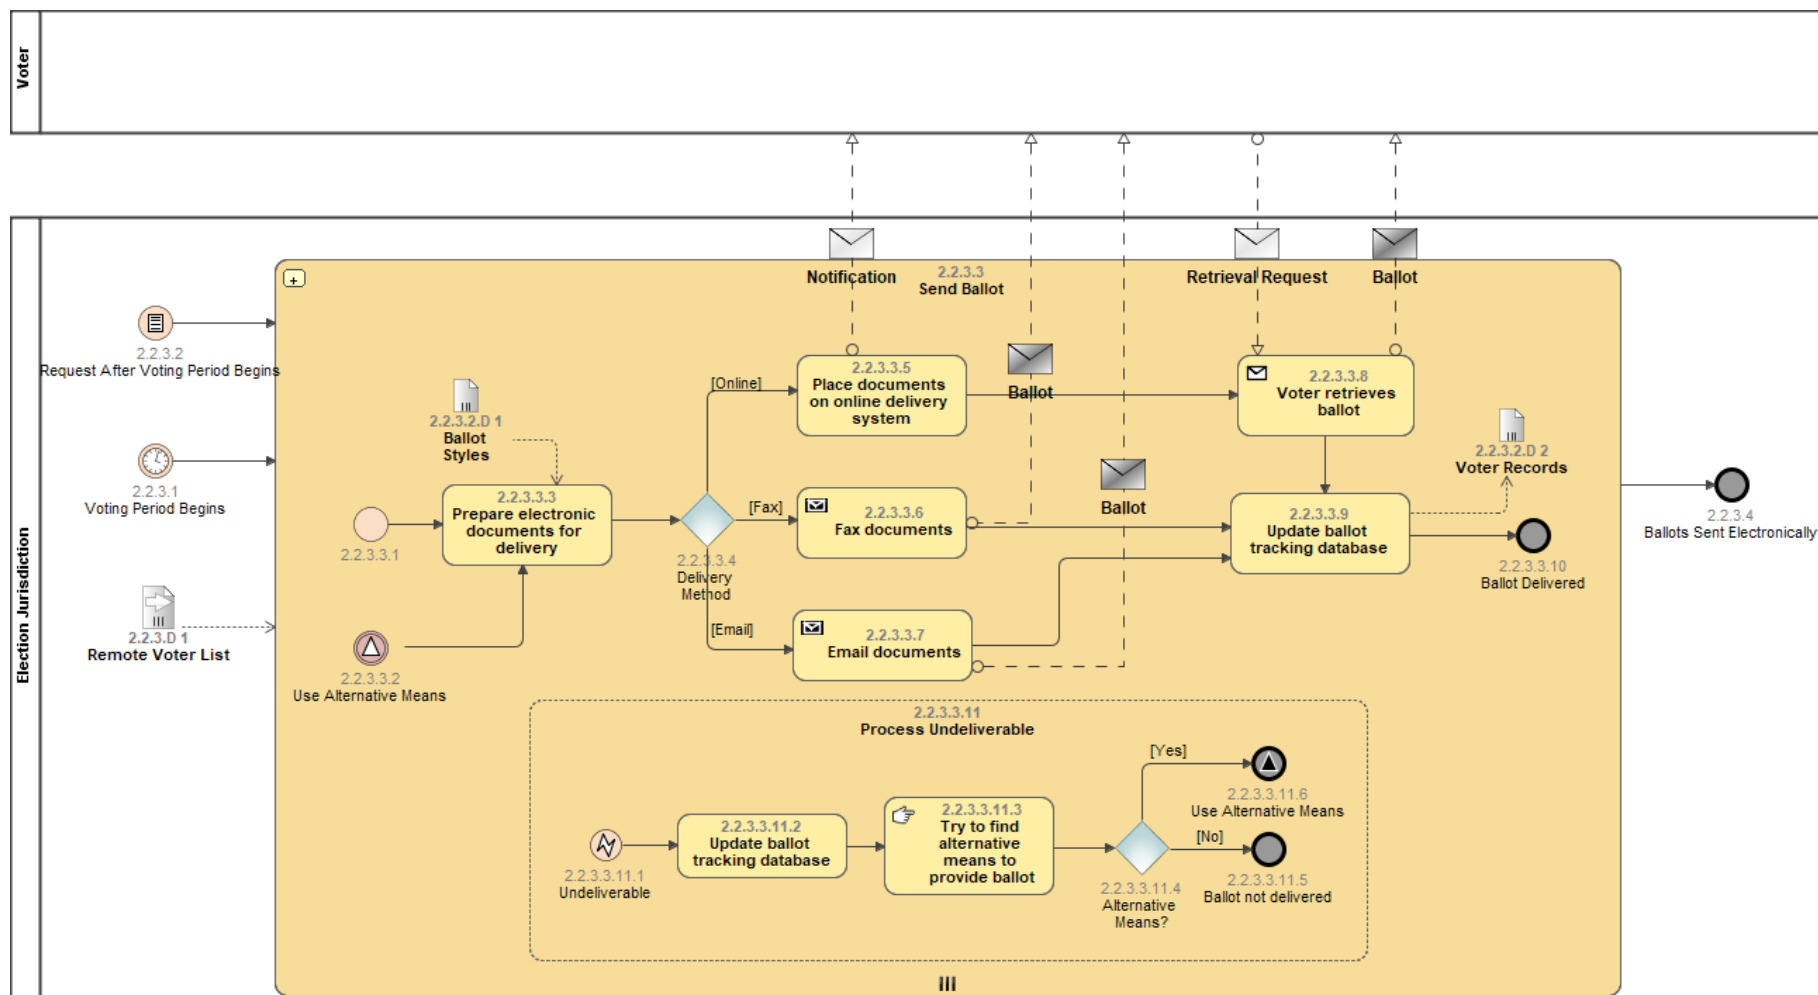 Voter
Election Jurisdiction
Notification
2.2.3.3
Send Ballot
Retrieval Request
Ballot
2.2.3.2
Request After Voting Period Begins
2.2.3.1
Voting Period Begins
2.2.3.D 1
Remote Voter List
2.2.3.2.D 1
Ballot
Styles
2.2.3.3.1
2.2.3.3.2
Use Alternative Means
2.2.3.3.3
Prepare electronic
documents for
delivery
2.2.3.3.4
Delivery
Method
[Online]
[Fax]
[Email]
2.2.3.3.5
Place documents
on online delivery
system
2.2.3.3.6
Fax documents
2.2.3.3.7
Email documents
Ballot
Ballot
2.2.3.3.8
Voter retrieves
ballot
2.2.3.2.D 2
Voter Records
2.2.3.3.9
Update ballot
tracking database
2.2.3.3.10
Ballot Delivered
2.2.3.4
Ballots Sent Electronically
2.2.3.3.11
Process Undeliverable
2.2.3.3.11.1
Undeliverable
2.2.3.3.11.2
Update ballot
tracking database
2.2.3.3.11.3
Try to find
alternative
means to
provide ballot
2.2.3.3.11.4
Alternative
Means?
[Yes]
[No]
2.2.3.3.11.6
Use Alternative Means
2.2.3.3.11.5
Ballot not delivered